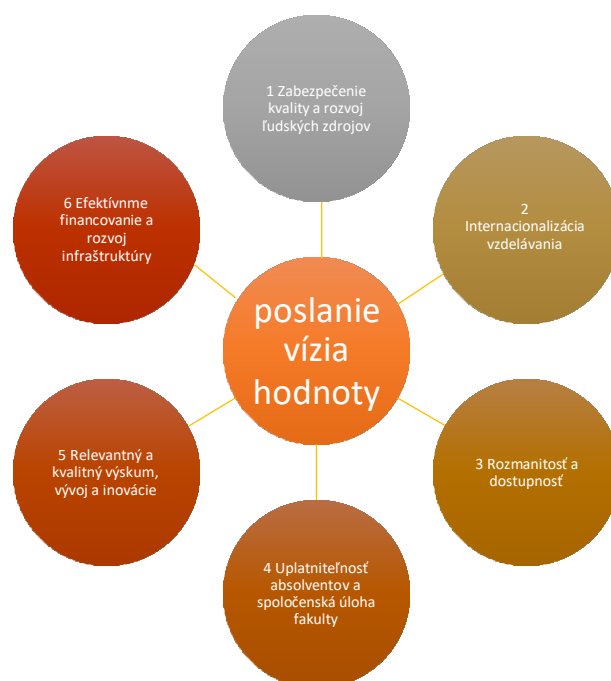 1 Zabezpečenie
kvality a rozvoj
ľudských zdrojov
2
Internacionalizácia
vzdelávania
3 Rozmanitosť a
dostupnosť
4 Uplatniteľnosť
absolventov a
spoločenská úloha
fakulty
5 Relevantný a
kvalitný výskum,
vývoj a inovácie
6 Efektívnme
financovanie a
rozvoj
infraštruktúry
poslanie
vízia
hodnoty